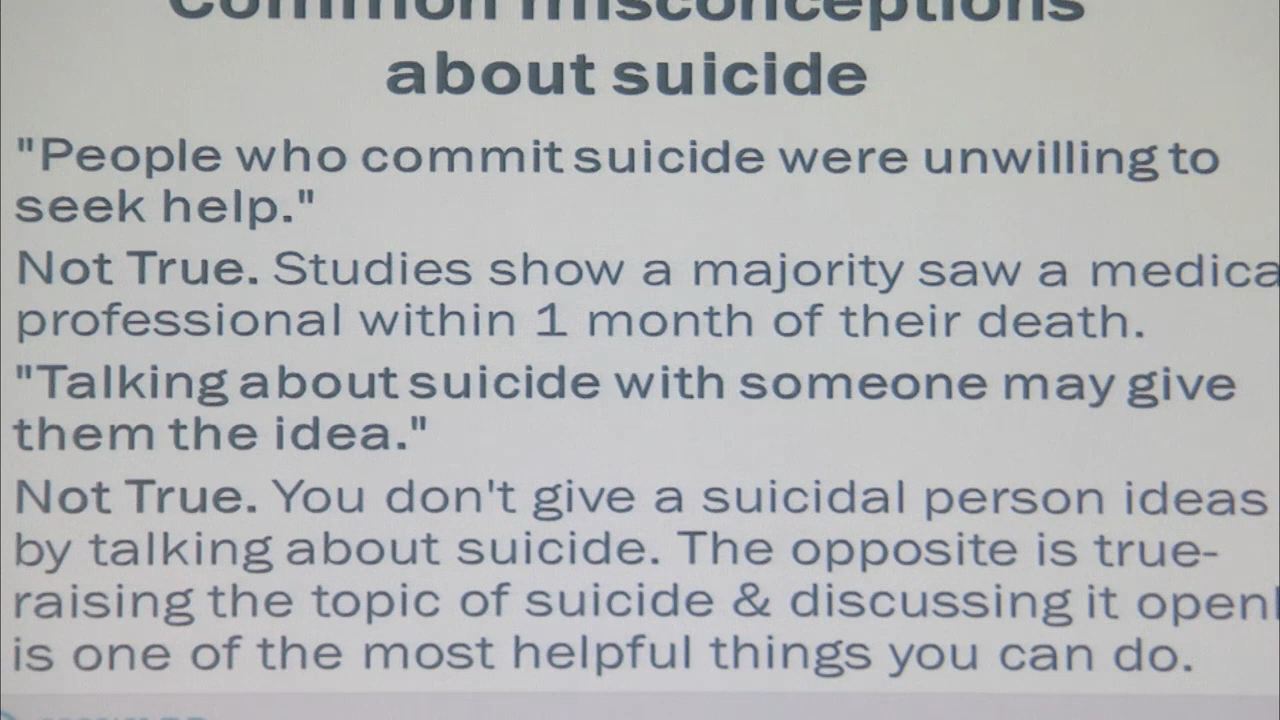 Common misconceptions
about suicide
"People who commit suicide were unwilling to
seek help."
Not True. Studies show a majority saw a medica
professional within 1 month of their death.
"Talking about suicide with someone may give
them the idea."
Not True. You don't give a suicidal person ideas
by talking about suicide. The opposite is true-
raising the topic of suicide & discussing it openl
is one of the most helpful things you can do.